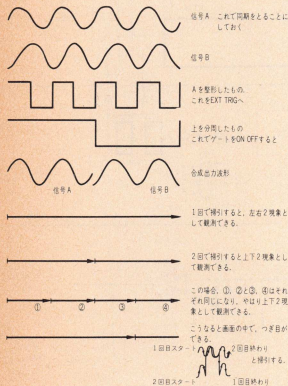 信号A これで同期をとることに
しておく
信号B
Aを整形したもの.
これをEXT TRIGへ
上を分周したもの
これでゲートをON OFFすると
合成出力波形
信号A
信号B
1回で掃引すると、左右2現象と
して観測できる.
2回で掃引すると上下2現象とし
て観測できる.
この場合、①、②と③、④はそれ
ぞれ同じになり、やはり上下2現
象として観測できる.
① ② ③ ④
こうなると画面の中で、つぎ目が
できる.
1回目スタート
2回目終わり
と掃引する.
2回目スタート
1回目終わり